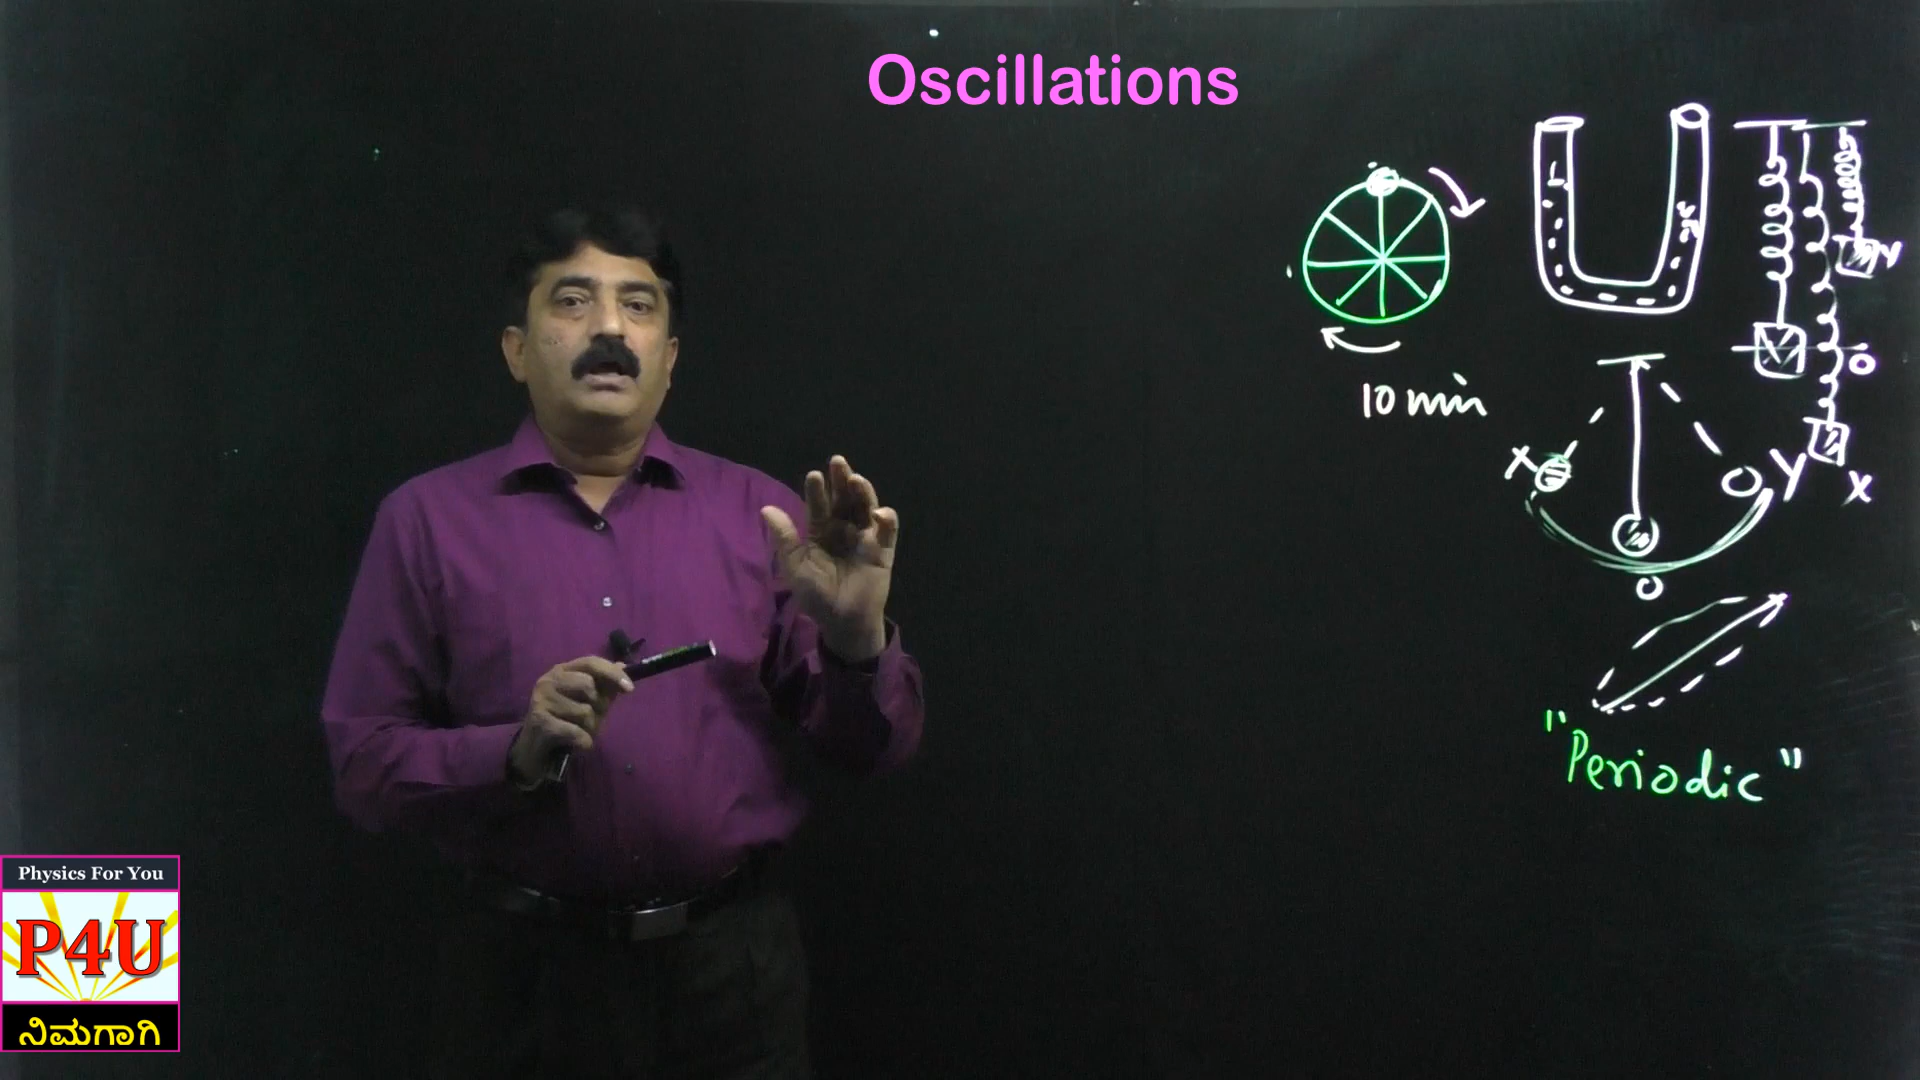 Oscillations
10 min
O
X
Y
X
O
"Periodic"
Physics For You
P4U
ನಿಮಗಾಗಿ